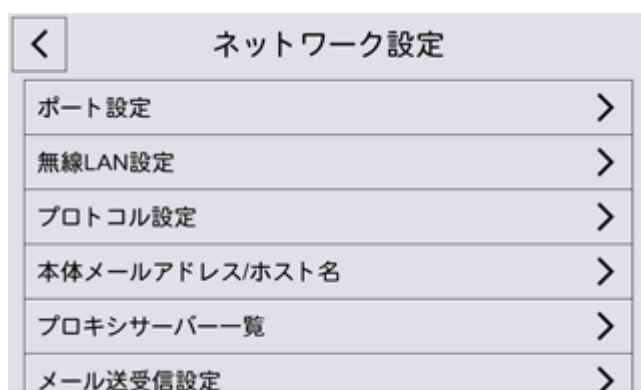 ネットワーク設定
ポート設定
無線LAN設定
プロトコル設定
本体メールアドレス/ホスト名
プロキシサーバー一覧
メール送受信設定